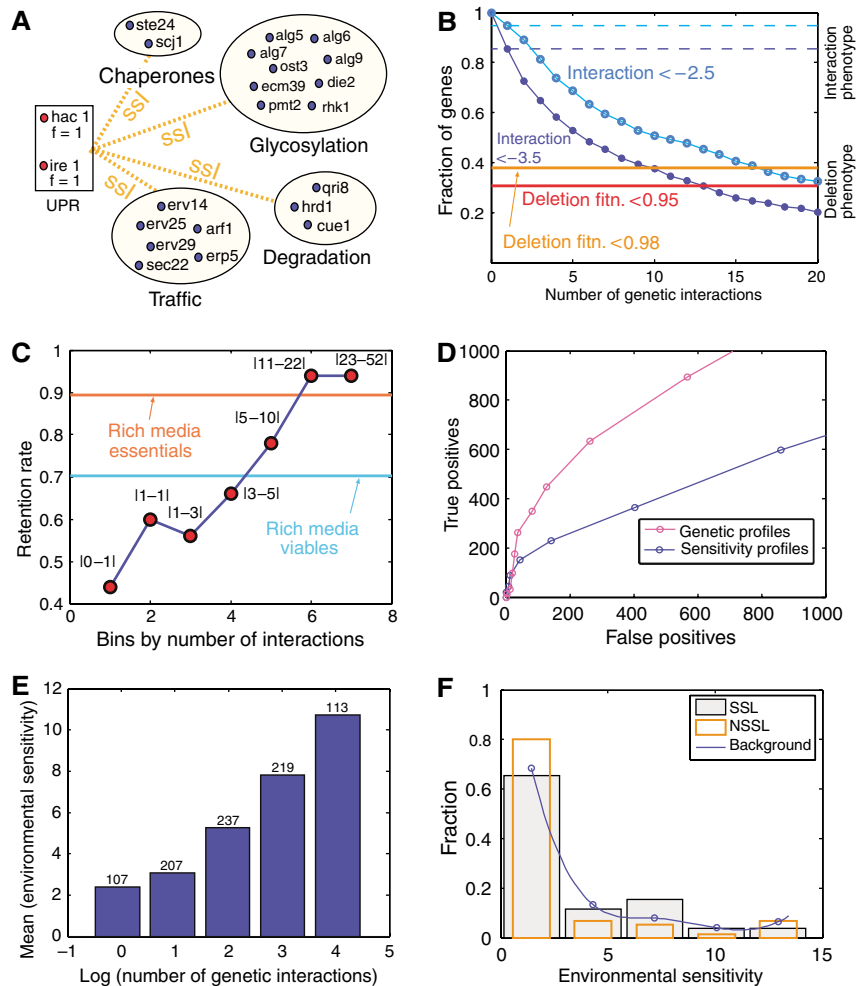 A
ste24
scj1
Chaperones
hac 1
f = 1
ire 1
f = 1
UPR
ssl
ssl
ssl
ssl
alg5
alg6
alg7
ost3
alg9
ecm39
die2
pmt2
rhk1
Glycosylation
erv14
erv25
arf1
erv29
sec22
erp5
Traffic
qri8
hrd1
cue1
Degradation
B
1
0.8
0.6
0.4
0.2
Fraction of genes
Interaction <−2.5
Interaction
<−3.5
Deletion fitn. <0.95
Deletion fitn. <0.98
0
5
10
15
20
Number of genetic interactions
Interaction
phenotype
Deletion
phenotype
C
1
0.9
0.8
0.7
0.6
0.5
0.4
Retention rate
|0−1|
|1−1|
|1−3|
|3−5|
|5−10|
|11−22|
|23−52|
Rich media
essentials
Rich media
viables
0
2
4
6
8
Bins by number of interactions
D
1000
800
600
400
200
0
True positives
Genetic profiles
Sensitivity profiles
0
200
400
600
800
1000
False positives
E
12
10
8
6
4
2
0
Mean (environmental sensitivity)
107
207
237
219
113
−1
0
1
2
3
4
5
Log (number of genetic interactions)
F
1
0.8
0.6
0.4
0.2
0
Fraction
SSL
NSSL
Background
0
5
10
15
Environmental sensitivity